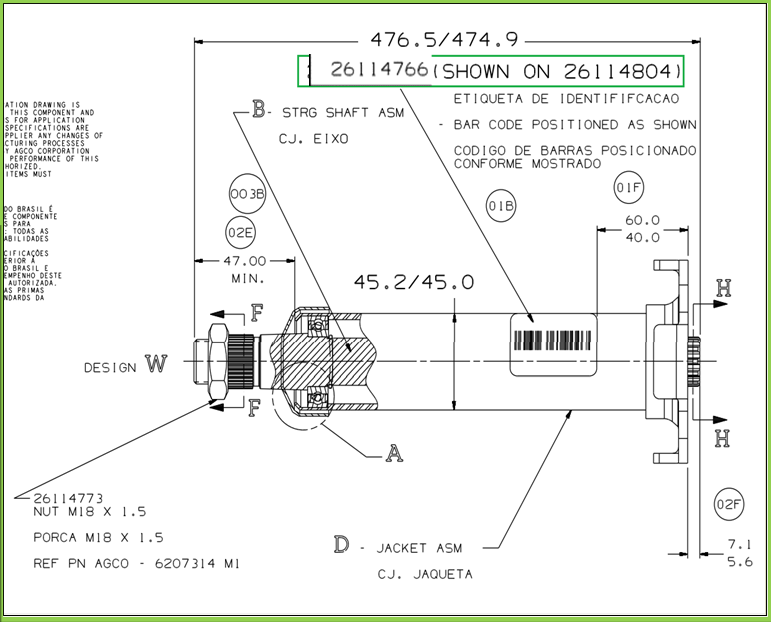 476.5/474.9
26114766(SHOWN ON 26114804)
ETIQUETA DE IDENTIFIFCACAO
- BAR CODE POSITIONED AS SHOWN
CODIGO DE BARRAS POSICIONADO
CONFORME MOSTRADO
B- STRG SHAFT ASM
CJ. EIXO
ATION DRAWING IS
THIS COMPONENT AND
S FOR APPLICATION
SPECIFICATIONS ARE
PPLIER ANY CHANGES OF
CTURING PROCESSES
Y AGCO CORPORATION
PERFORMANCE OF THIS
HORIZED.
ITEMS MUST
DO BRASIL É
E COMPONENTE
S PARA
: TODAS AS
ABILIDADES
CIFICAÇÕES
ERIOR À
O BRASIL E
EMPENHO DESTE
AUTORIZADA.
AS PRIMAS
NDARDS DA
003B
02E
01B
01F
60.0
40.0
47.00
MIN.
45.2/45.0
F
F
H
H
DESIGN W
A
26114773
NUT M18 X 1.5
PORCA M18 X 1.5
REF PN AGCO - 6207314 M1
D - JACKET ASM
CJ. JAQUETA
02F
7.1
5.6